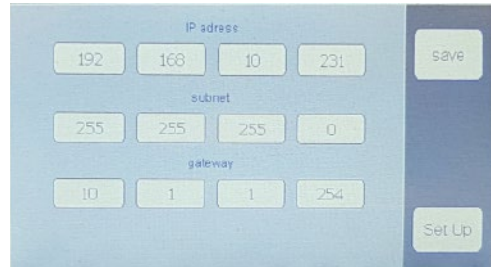 IP adress
192 168 10 231
save
subnet
255 255 255 0
gateway
10 1 1 254
Set Up